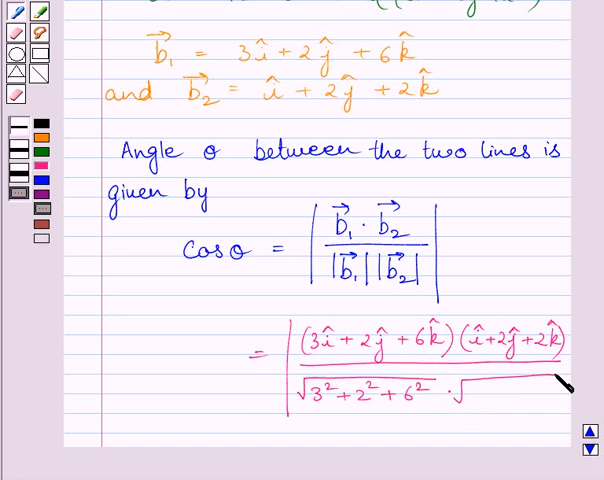 b₁⃗ = 3î + 2ĵ + 6k̂
and b₂⃗ = î + 2ĵ + 2k̂
Angle θ between the two lines is
given by
cosθ = | b₁⃗ · b₂⃗ / |b₁⃗| |b₂⃗| |
= | (3î + 2ĵ + 6k̂) (î + 2ĵ + 2k̂) / √3² + 2² + 6² · √